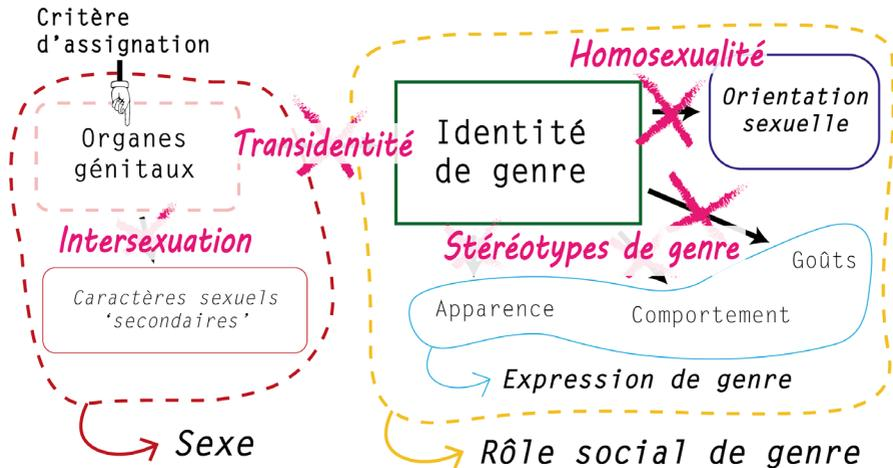 Critère
d'assignation
Organes
génitaux
Intersexuation
Caractères sexuels
‘secondaires’
Sexe
Transidentité
Identité
de genre
Homosexualité
Orientation
sexuelle
Stéréotypes de genre
Goûts
Apparence
Comportement
Expression de genre
Rôle social de genre